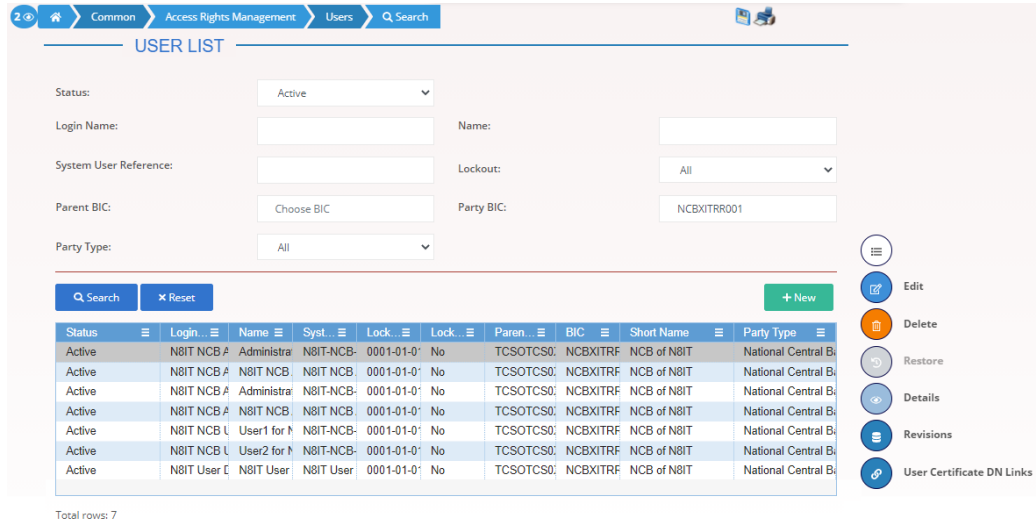 2 Common Access Rights Management Users Search
USER LIST
Status: Active
Login Name: Name:
System User Reference: Lockout: All
Parent BIC: Choose BIC Party BIC: NCBXITRR001
Party Type: All
Search Reset New
Status Login... Name Syst... Lock... Lock... Paren... BIC Short Name Party Type
Active N8IT NCB A Administrat N8IT-NCB- 0001-01-01 No TCSOTCS0 NCBXITRF NCB of N8IT National Central Ba
Active N8IT NCB A N8IT NCB N8IT NCB 0001-01-01 No TCSOTCS0 NCBXITRF NCB of N8IT National Central Ba
Active N8IT NCB A Administrat N8IT-NCB- 0001-01-01 No TCSOTCS0 NCBXITRF NCB of N8IT National Central Ba
Active N8IT NCB A N8IT NCB N8IT NCB 0001-01-01 No TCSOTCS0 NCBXITRF NCB of N8IT National Central Ba
Active N8IT NCB U User1 for N N8IT-NCB- 0001-01-01 No TCSOTCS0 NCBXITRF NCB of N8IT National Central Ba
Active N8IT NCB U User2 for N N8IT-NCB- 0001-01-01 No TCSOTCS0 NCBXITRF NCB of N8IT National Central Ba
Active N8IT User D N8IT User N8IT User 0001-01-01 No TCSOTCS0 NCBXITRF NCB of N8IT National Central Ba
Total rows: 7
Edit
Delete
Restore
Details
Revisions
User Certificate DN Links